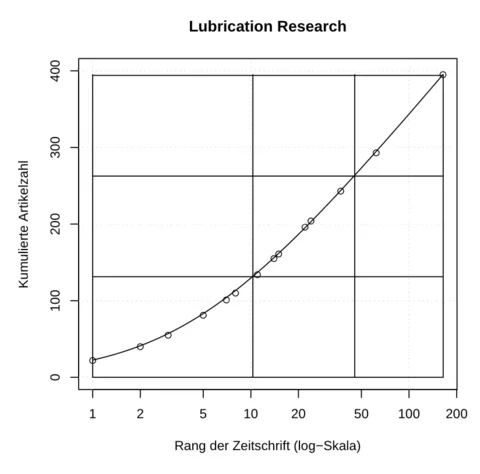 Lubrication Research
Kumulierte Artikelzahl
400
300
200
100
0
1 2 5 10 20 50 100 200
Rang der Zeitschrift (log−Skala)